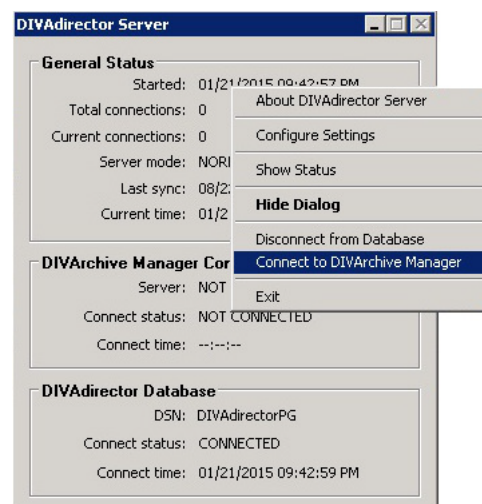 DIVAdirector Server
General Status
Started: 01/21/2015 09:42:57 PM
Total connections: 0
Current connections: 0
Server mode:
Last sync:
Current time:
About DIVAdirector Server
Configure Settings
Show Status
Hide Dialog
Disconnect from Database
Connect to DIVArchive Manager
Exit
DIVArchive Manager
Server: NOT
Connect status: NOT CONNECTED
Connect time: --:--:--
DIVAdirector Database
DSN: DIVAdirectorPG
Connect status: CONNECTED
Connect time: 01/21/2015 09:42:59 PM